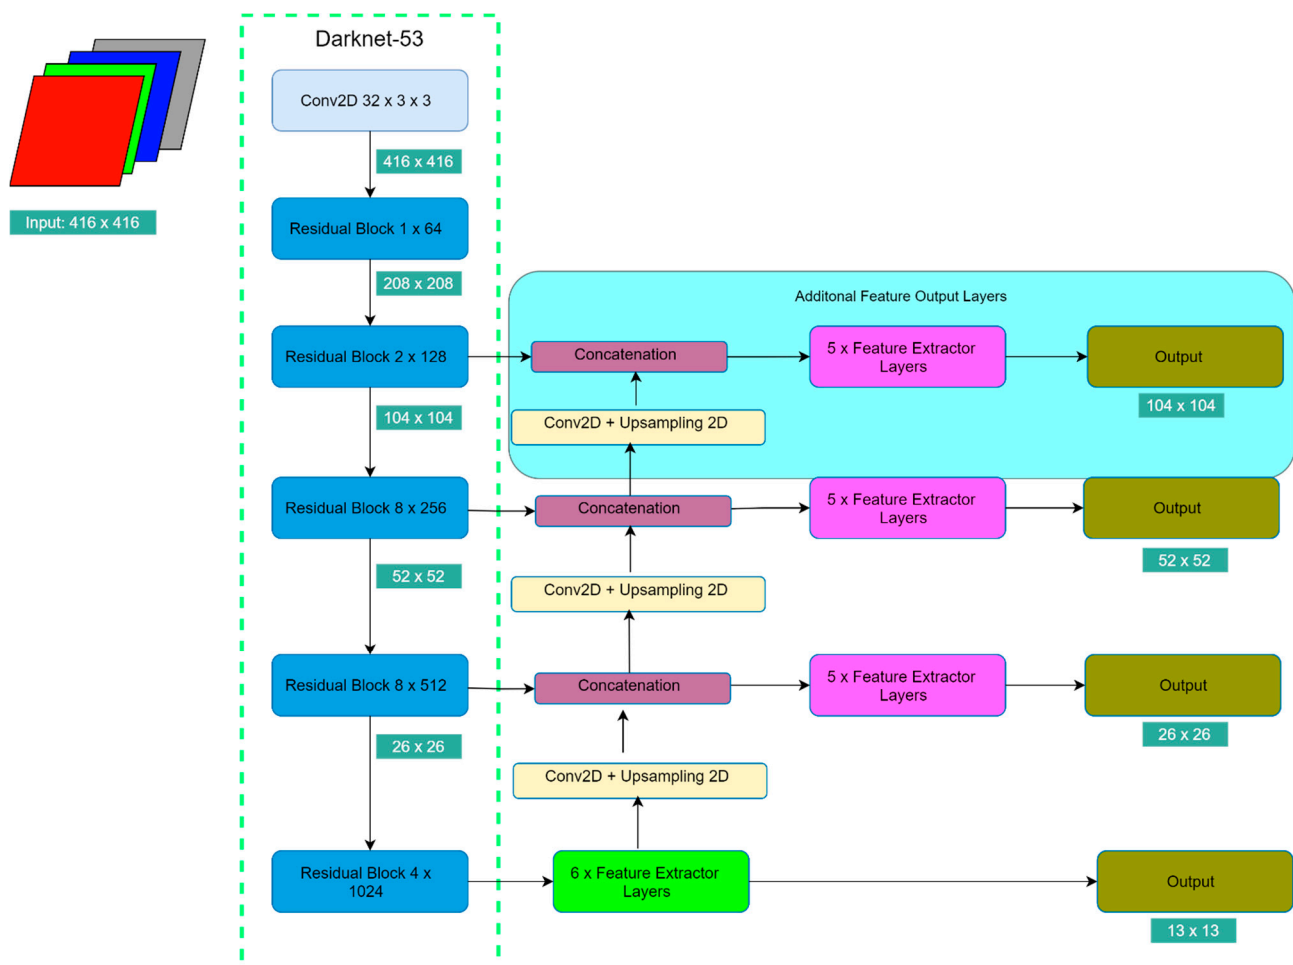 Darknet-53
Conv2D 32 x 3 x 3
416 x 416
Input: 416 x 416
Residual Block 1 x 64
208 x 208
Additonal Feature Output Layers
Residual Block 2 x 128
Concatenation
5 x Feature Extractor
Layers
Output
104 x 104
104 x 104
Conv2D + Upsampling 2D
Residual Block 8 x 256
Concatenation
5 x Feature Extractor
Layers
Output
52 x 52
52 x 52
Conv2D + Upsampling 2D
Residual Block 8 x 512
Concatenation
5 x Feature Extractor
Layers
Output
26 x 26
26 x 26
Conv2D + Upsampling 2D
Residual Block 4 x
1024
6 x Feature Extractor
Layers
Output
13 x 13